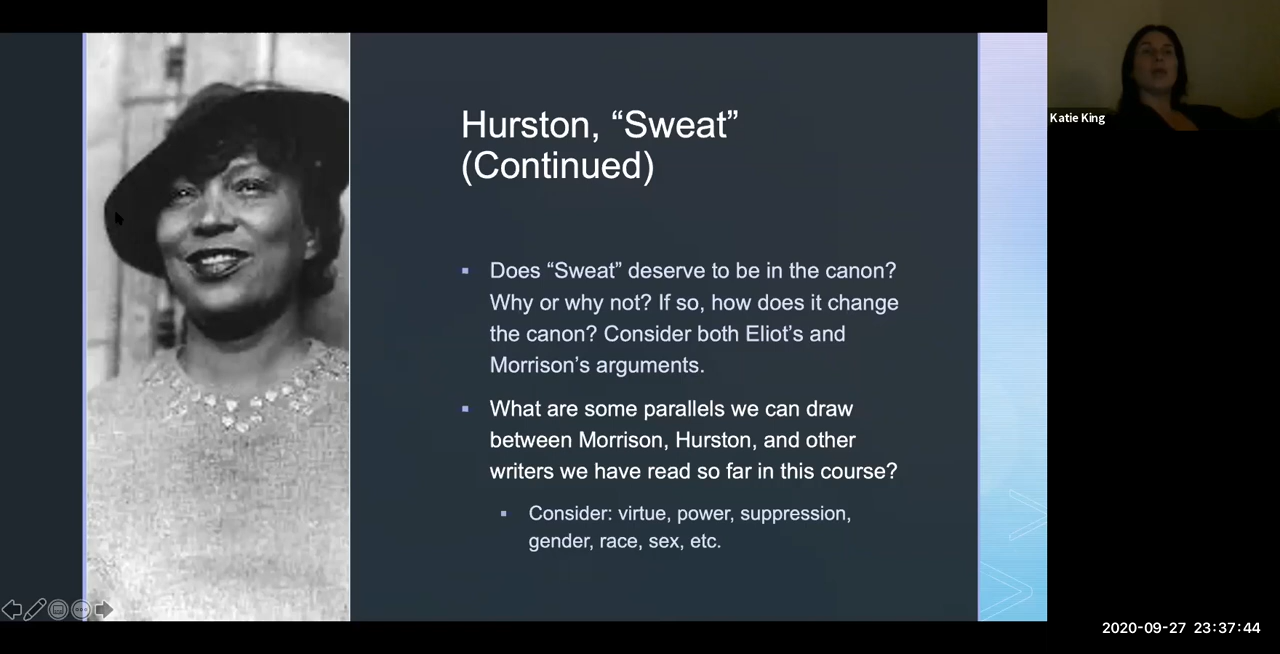 Hurston, “Sweat”
(Continued)
▪ Does “Sweat” deserve to be in the canon?
Why or why not? If so, how does it change
the canon? Consider both Eliot’s and
Morrison’s arguments.
▪ What are some parallels we can draw
between Morrison, Hurston, and other
writers we have read so far in this course?
▪ Consider: virtue, power, suppression,
gender, race, sex, etc.
Katie King
2020-09-27 23:37:44